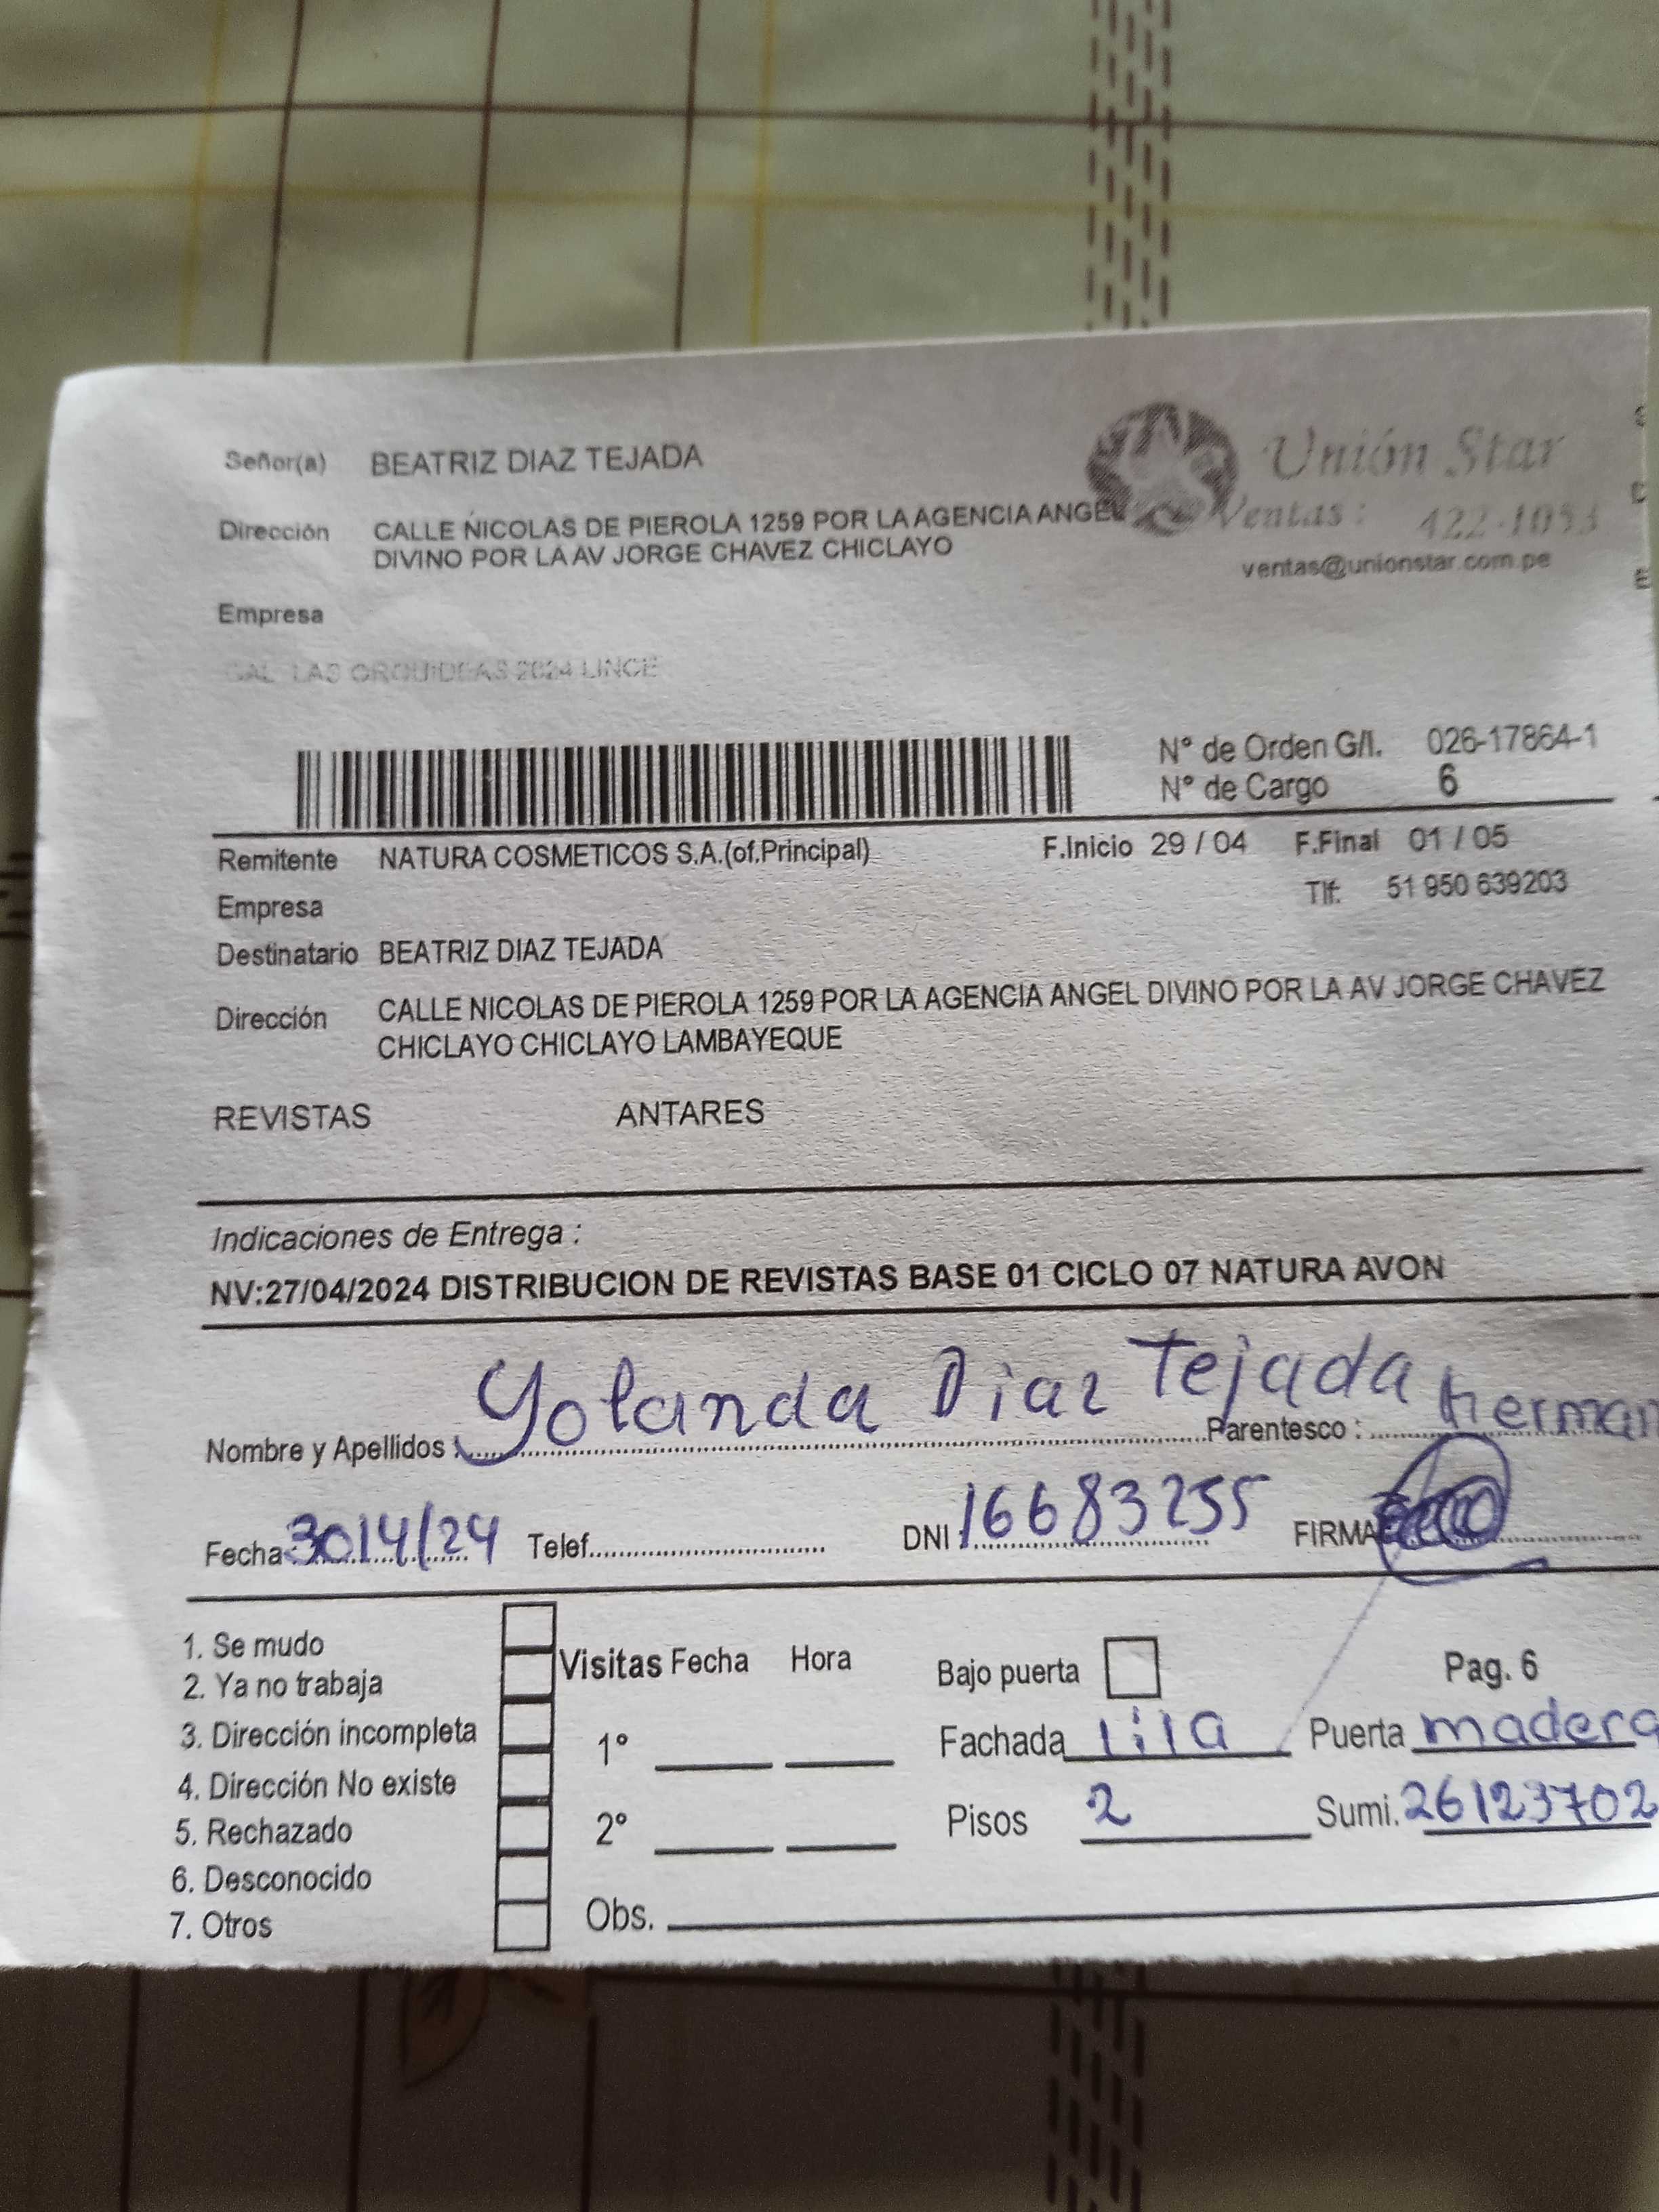 Señor(a) BEATRIZ DIAZ TEJADA
Unión Star
Dirección CALLE NICOLAS DE PIEROLA 1259 POR LA AGENCIA ANGEL
DIVINO POR LA AV JORGE CHAVEZ CHICLAYO
Ventas : 422-1053
ventas@unionstar.com.pe
Empresa
CAL LAS ORQUIDEAS 2624 LINCE
N° de Orden G/I. 026-17864-1
N° de Cargo 6
Remitente NATURA COSMETICOS S.A.(of.Principal) F.Inicio 29 / 04 F.Final 01 / 05
Empresa Tlf: 51 950 639203
Destinatario BEATRIZ DIAZ TEJADA
Dirección CALLE NICOLAS DE PIEROLA 1259 POR LA AGENCIA ANGEL DIVINO POR LA AV JORGE CHAVEZ
CHICLAYO CHICLAYO LAMBAYEQUE
REVISTAS ANTARES
Indicaciones de Entrega :
NV:27/04/2024 DISTRIBUCION DE REVISTAS BASE 01 CICLO 07 NATURA AVON
Nombre y Apellidos : Yolanda Diaz Tejada Parentesco : herman
Fecha: 30/4/24 Telef. DNI: 16683255 FIRMA
1. Se mudo
2. Ya no trabaja
3. Dirección incompleta
4. Dirección No existe
5. Rechazado
6. Desconocido
7. Otros
Visitas Fecha Hora
1°
2°
Obs.
Bajo puerta Pag. 6
Fachada lila Puerta madera
Pisos 2 Sumi. 26123702